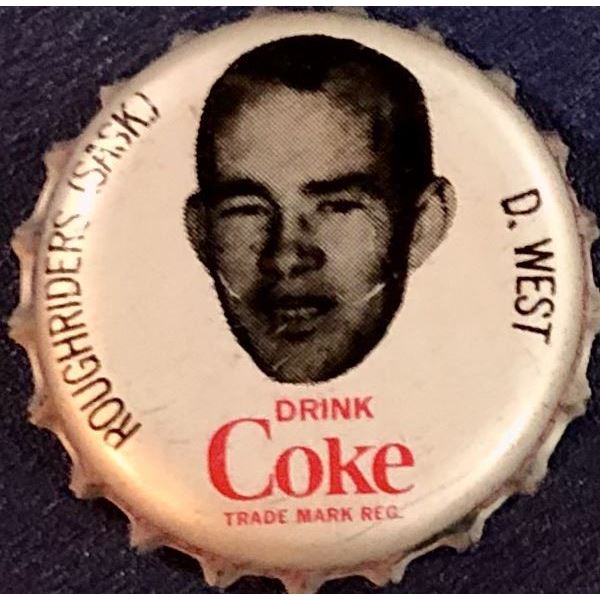 ROUGHRIDERS (SASK)
D. WEST
DRINK
Coke
TRADE MARK REG.